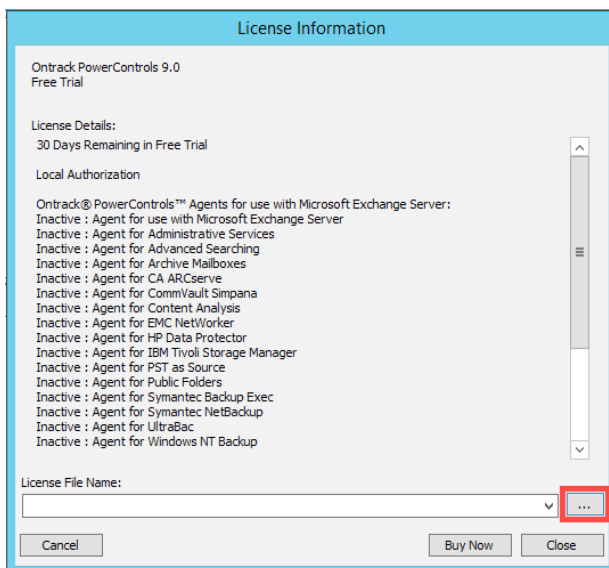 License Information
Ontrack PowerControls 9.0
Free Trial
License Details:
30 Days Remaining in Free Trial
Local Authorization
Ontrack® PowerControls™ Agents for use with Microsoft Exchange Server:
Inactive : Agent for use with Microsoft Exchange Server
Inactive : Agent for Administrative Services
Inactive : Agent for Advanced Searching
Inactive : Agent for Archive Mailboxes
Inactive : Agent for CA ARCserve
Inactive : Agent for CommVault Simpana
Inactive : Agent for Content Analysis
Inactive : Agent for EMC NetWorker
Inactive : Agent for HP Data Protector
Inactive : Agent for IBM Tivoli Storage Manager
Inactive : Agent for PST as Source
Inactive : Agent for Public Folders
Inactive : Agent for Symantec Backup Exec
Inactive : Agent for Symantec NetBackup
Inactive : Agent for UltraBac
Inactive : Agent for Windows NT Backup
License File Name:
...
Cancel Buy Now Close